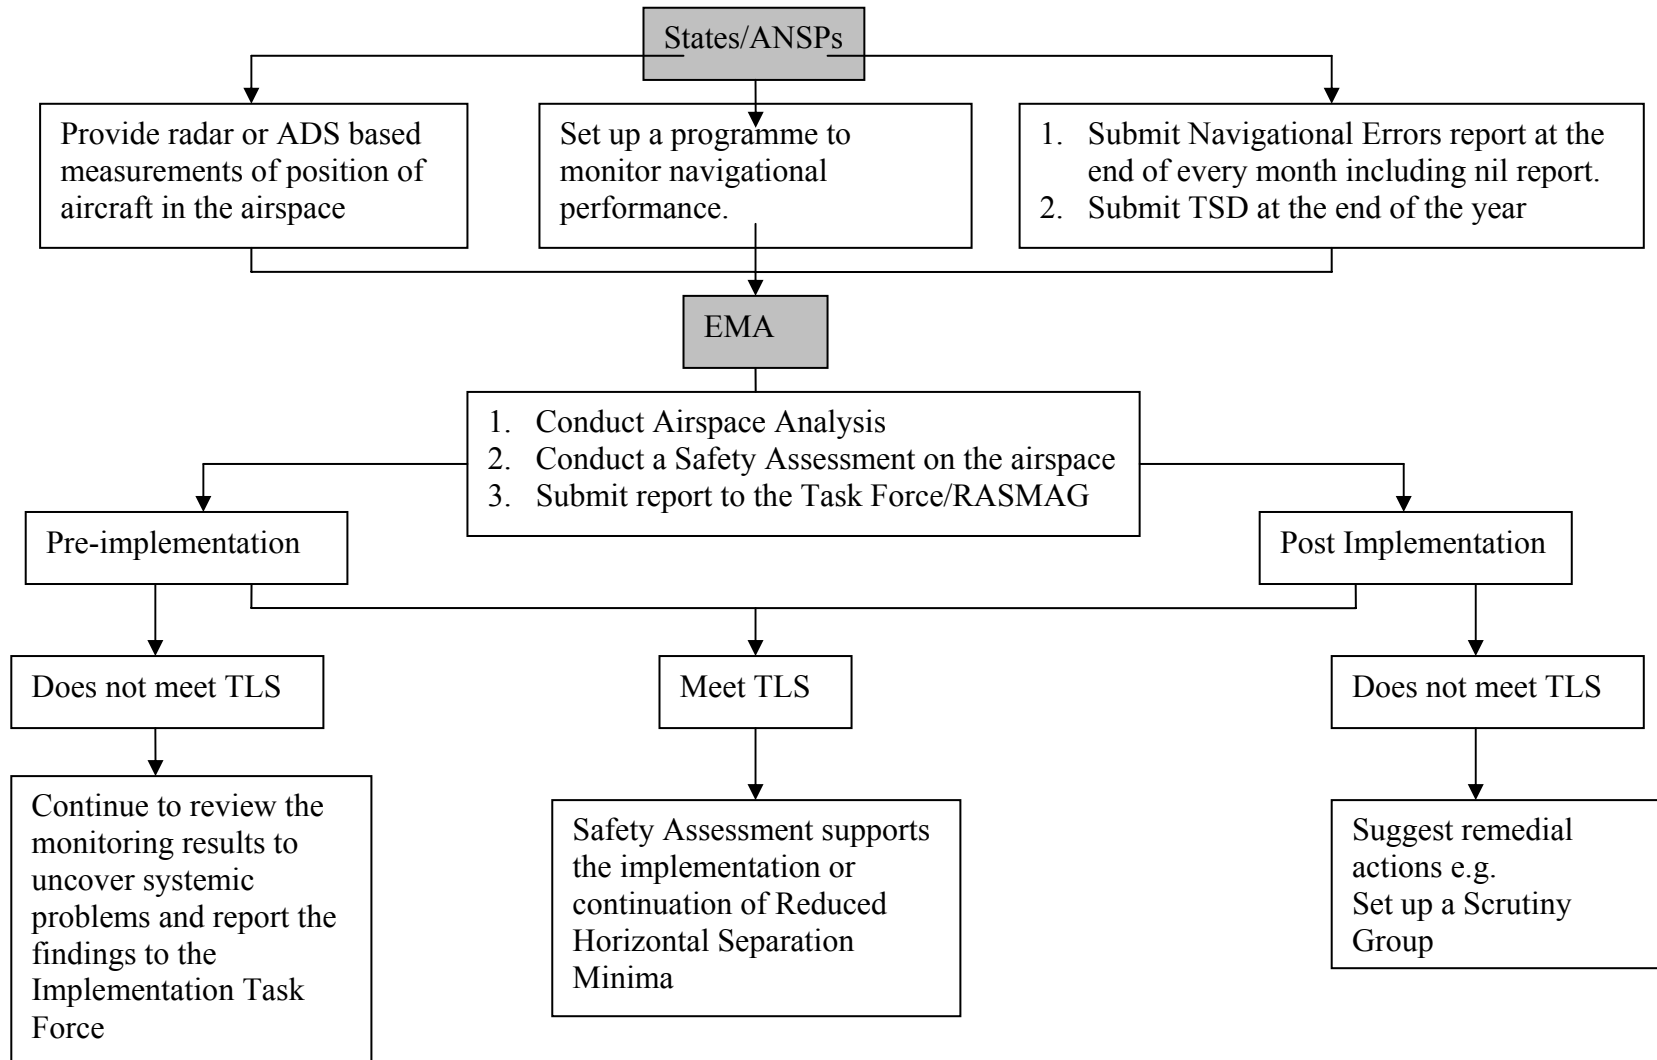 States/ANSPs
Provide radar or ADS based
measurements of position of
aircraft in the airspace
Set up a programme to
monitor navigational
performance.
1. Submit Navigational Errors report at the
end of every month including nil report.
2. Submit TSD at the end of the year
EMA
1. Conduct Airspace Analysis
2. Conduct a Safety Assessment on the airspace
3. Submit report to the Task Force/RASMAG
Pre-implementation
Post Implementation
Does not meet TLS
Meet TLS
Does not meet TLS
Continue to review the
monitoring results to
uncover systemic
problems and report the
findings to the
Implementation Task
Force
Safety Assessment supports
the implementation or
continuation of Reduced
Horizontal Separation
Minima
Suggest remedial
actions e.g.
Set up a Scrutiny
Group